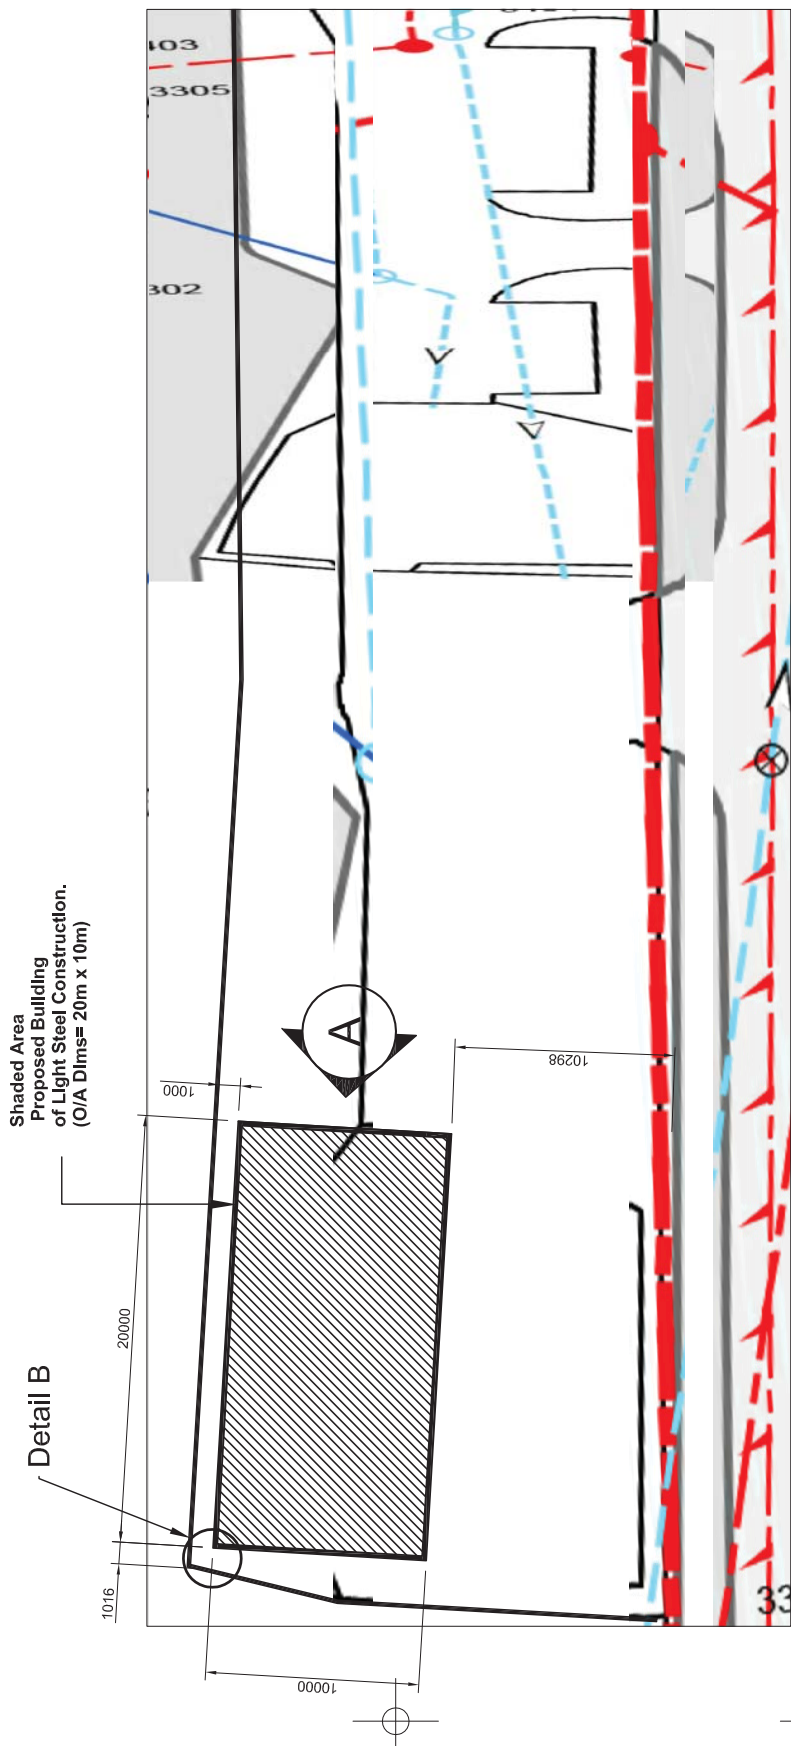 403
3305
302
Shaded Area
Proposed Building
of Light Steel Construction.
(O/A Dims= 20m x 10m)
1000
A
10298
20000
Detail B
1016
10000
33